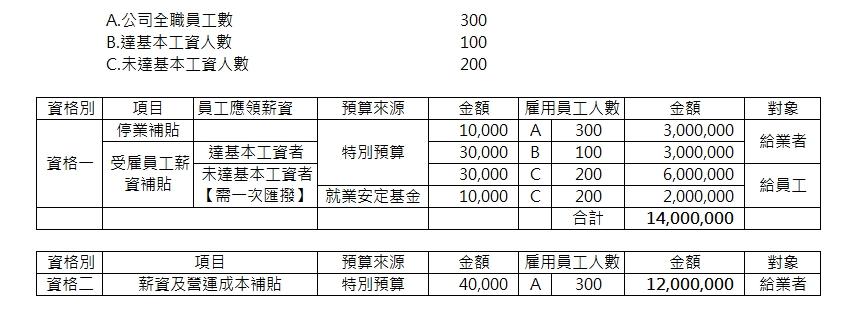 A.公司全職員工數 300
B.達基本工資人數 100
C.未達基本工資人數 200
資格別 項目 員工應領薪資 預算來源 金額 雇用員工人數 金額 對象
資格一 停業補貼 特別預算 10,000 A 300 3,000,000 給業者
受雇員工薪資補貼 達基本工資者 30,000 B 100 3,000,000
未達基本工資者 30,000 C 200 6,000,000 給員工
【需一次匯撥】 就業安定基金 10,000 C 200 2,000,000
合計 14,000,000
資格別 項目 預算來源 金額 雇用員工人數 金額 對象
資格二 薪資及營運成本補貼 特別預算 40,000 A 300 12,000,000 給業者